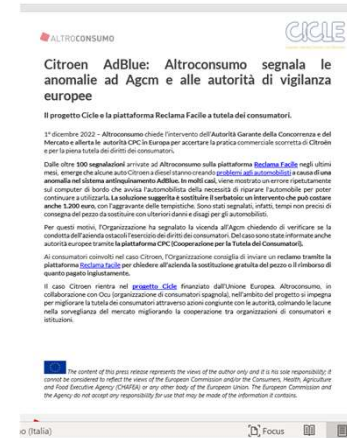 ALTROCONSUMO
CICLE
Citroen AdBlue: Altroconsumo segnala le
anomalie ad Agcm e alle autorità di vigilanza
europee
Il progetto Cicle e la piattaforma Reclama Facile a tutela dei consumatori.
1° dicembre 2022 – Altroconsumo chiede l'intervento dell'Autorità Garante della Concorrenza e del
Mercato e allerta le autorità CPC in Europa per accertare la pratica commerciale scorretta di Citroën
e per la piena tutela dei diritti dei consumatori.
Dalle oltre 100 segnalazioni arrivate ad Altroconsumo sulla piattaforma Reclama Facile negli ultimi
mesi, emerge che alcune auto Citroen a diesel stanno creando problemi agli automobilisti a causa di una
anomalia nel sistema antinquinamento AdBlue. In molti casi, viene mostrato un errore ripetutamente
sul computer di bordo che avvisa l'automobilista della necessità di riparare l'automobile per poter
continuare a utilizzarla. La soluzione suggerita è sostituire il serbatoio: un intervento che può costare
anche 1.200 euro, con l'aggravante delle tempistiche. Sono stati segnalati, infatti, tempi non precisi di
consegna del pezzo da sostituire con ulteriori danni e disagi per gli automobilisti.
Per questi motivi, l'Organizzazione ha segnalato la vicenda all'Agcm chiedendo di verificare se la
condotta dell'azienda ostacoli l'esercizio dei diritti dei consumatori. Del caso sono state informate anche
autorità europee tramite la piattaforma CPC (Cooperazione per la Tutela dei Consumatori).
Ai consumatori coinvolti nel caso Citroen, l'Organizzazione consiglia di inviare un reclamo tramite la
piattaforma Reclama facile per chiedere all'azienda la sostituzione gratuita del pezzo o il rimborso di
quanto pagato ingiustamente.
Il caso Citroen rientra nel progetto Cicle finanziato dall'Unione Europea. Altroconsumo, in
collaborazione con Ocu (organizzazione di consumatori spagnola), nell'ambito del progetto si impegna
per migliorare la tutela dei consumatori attraverso azioni congiunte con le autorità, colmando le lacune
nella sorveglianza del mercato migliorando la cooperazione tra organizzazioni di consumatori e
istituzioni.
The content of this press release represents the views of the author only and it is his sole responsibility; it
cannot be considered to reflect the views of the European Commission and/or the Consumers, Health, Agriculture
and Food Executive Agency (CHAFEA) or any other body of the European Union. The European Commission and
the Agency do not accept any responsibility for use that may be made of the information it contains.
o (Italia)
Focus